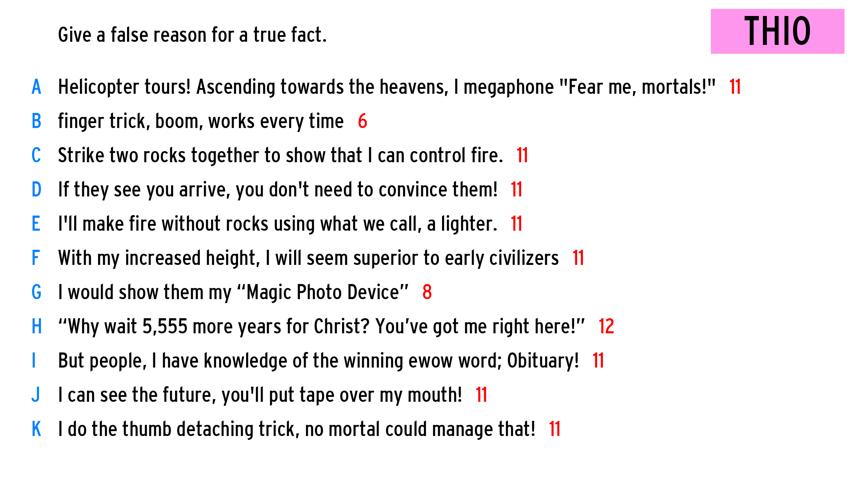 Give a false reason for a true fact.
THIO
A Helicopter tours! Ascending towards the heavens, I megaphone "Fear me, mortals!" 11
B finger trick, boom, works every time 6
C Strike two rocks together to show that I can control fire. 11
D If they see you arrive, you don't need to convince them! 11
E I'll make fire without rocks using what we call, a lighter. 11
F With my increased height, I will seem superior to early civilizers 11
G I would show them my “Magic Photo Device” 8
H “Why wait 5,555 more years for Christ? You’ve got me right here!” 12
I But people, I have knowledge of the winning ewow word; Obituary! 11
J I can see the future, you'll put tape over my mouth! 11
K I do the thumb detaching trick, no mortal could manage that! 11